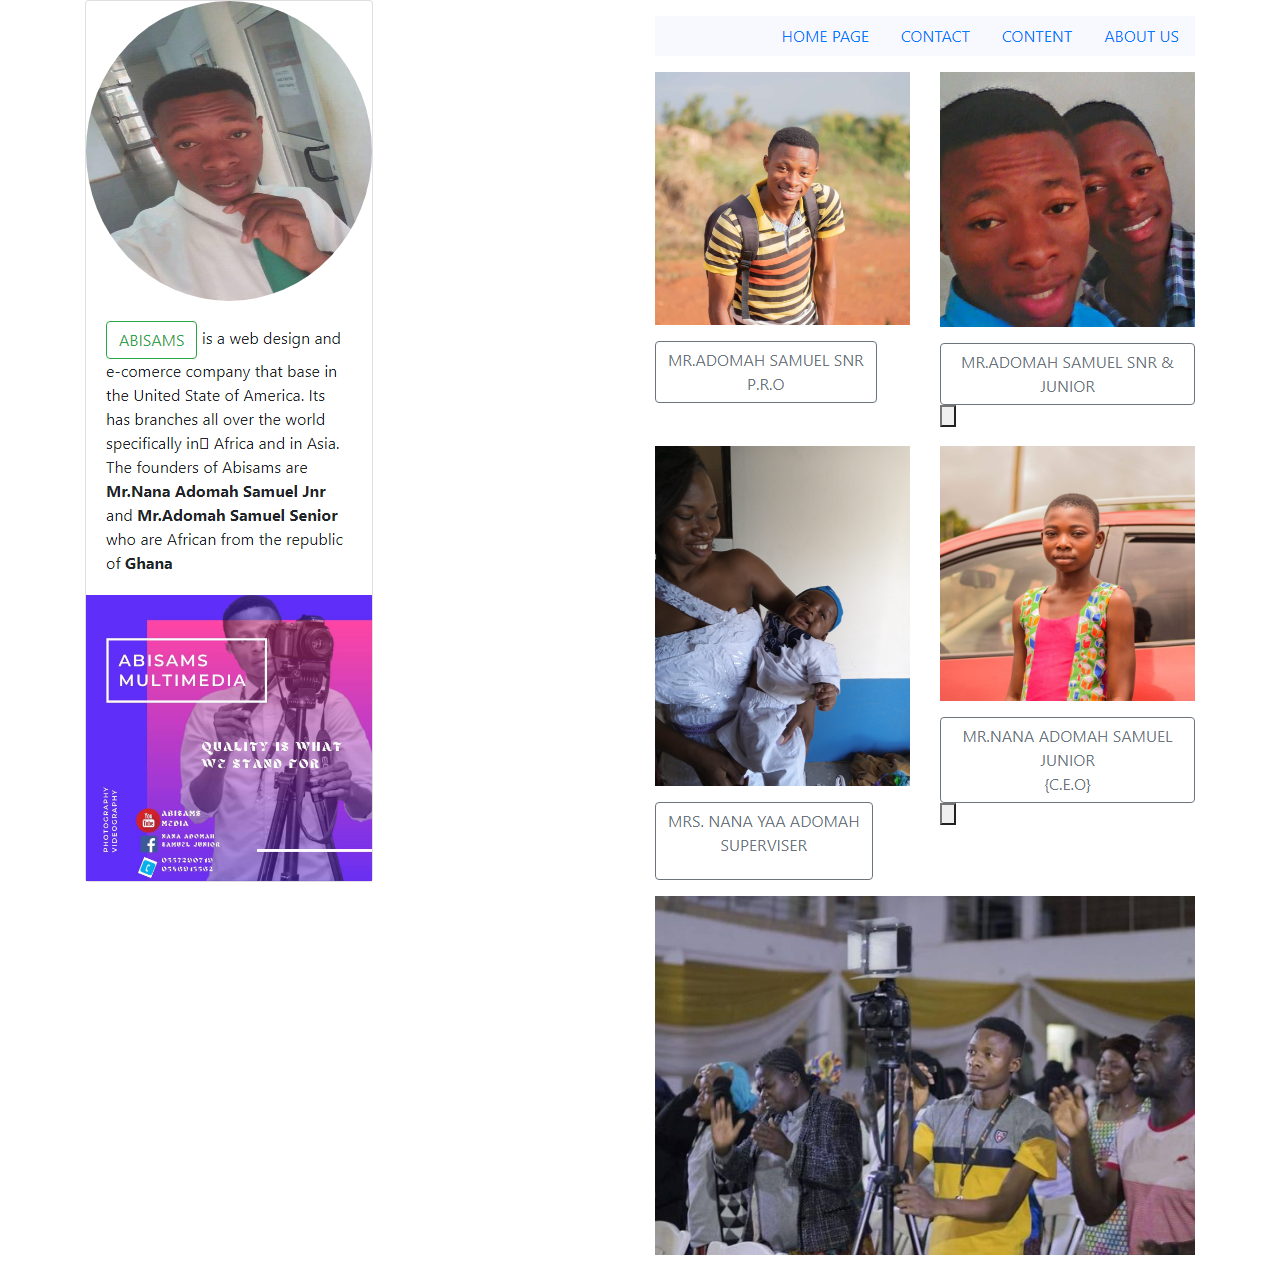 ABISAMS is a web design and
e-comerce company that base in
the United State of America. Its
has branches all over the world
specifically in Africa and in Asia.
The founders of Abisams are
Mr.Nana Adomah Samuel Jnr
and Mr.Adomah Samuel Senior
who are African from the republic
of Ghana
ABISAMS
MULTIMEDIA
QUALITY IS WHAT
WE STAND FOR
PHOTOGRAPHY
VIDEOGRAPHY
You
Tube
ABISAMS
MEDIA
NANA ADOMAH
SAMUEL JUNIOR
HOME PAGE
CONTACT
CONTENT
ABOUT US
MR.ADOMAH SAMUEL SNR
P.R.O
MR.ADOMAH SAMUEL SNR &
JUNIOR
MRS. NANA YAA ADOMAH
SUPERVISER
MR.NANA ADOMAH SAMUEL
JUNIOR
{C.E.O}